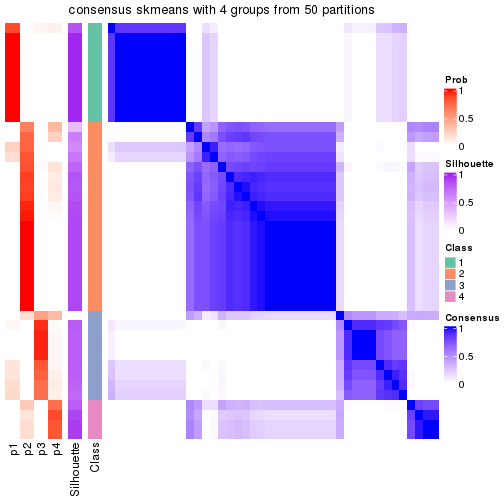 consensus skmeans with 4 groups from 50 partitions
Prob
1
0.5
0
Silhouette
1
0.5
0
Class
1
2
3
4
Consensus
1
0.5
0
p1
p2
p3
p4
Silhouette
Class